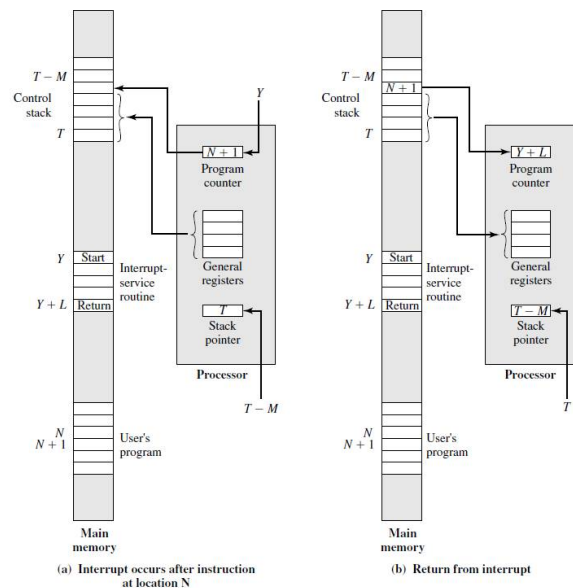 T – M
Control
stack
T
Y
N + 1
Program
counter
General
registers
T
Stack
pointer
Processor
T – M
Y
Start
Interrupt-
service
routine
Y + L
Return
N
N + 1
User's
program
Main
memory
(a) Interrupt occurs after instruction
at location N
T – M
N + 1
Control
stack
T
Y + L
Program
counter
General
registers
T – M
Stack
pointer
Processor
T
Y
Start
Interrupt-
service
routine
Y + L
Return
N
N + 1
User's
program
Main
memory
(b) Return from interrupt